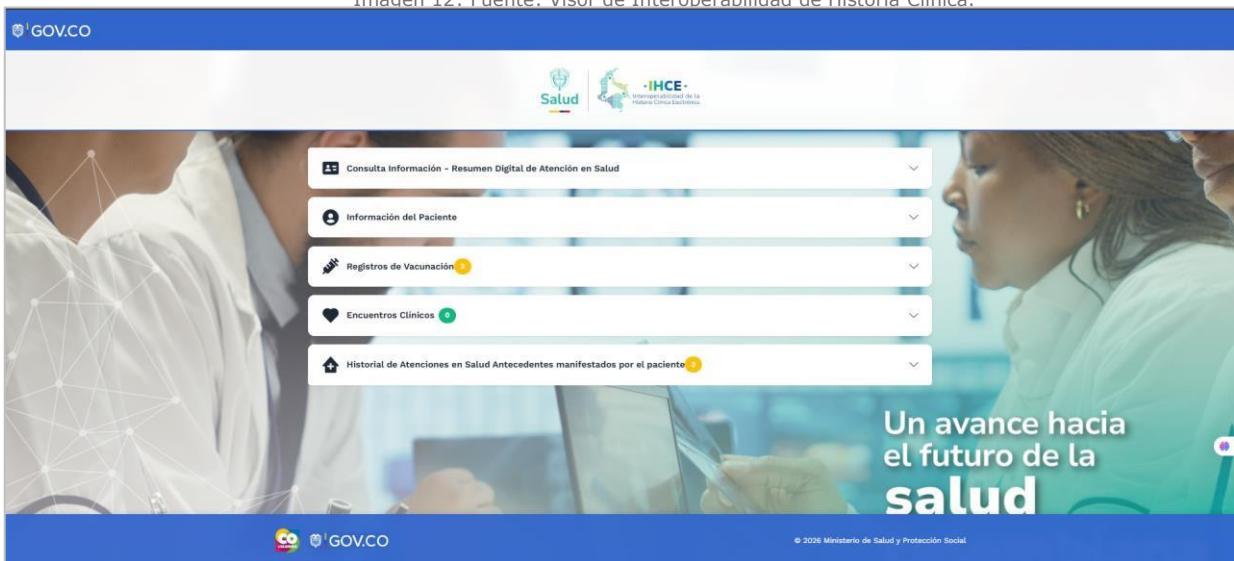 Imagen 12. Fuente: Visor de Interoperabilidad de Historia Clínica.
GOV.CO
Salud
·IHCE·
Interoperabilidad de la
Historia Clínica Electrónica
Consulta Información - Resumen Digital de Atención en Salud
Información del Paciente
Registros de Vacunación
Encuentros Clínicos 0
Historial de Atenciones en Salud Antecedentes manifestados por el paciente
Un avance hacia
el futuro de la
salud
CO
GOV.CO
© 2026 Ministerio de Salud y Protección Social